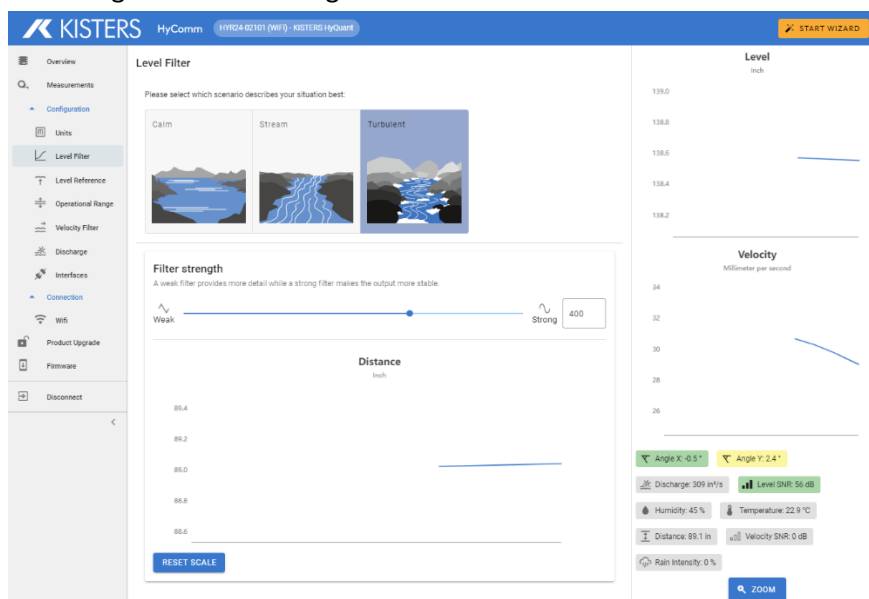 KISTERS HyComm HYR24-02101 (WIFI) - KISTERS HyQuant START WIZARD
Overview
Measurements
Configuration
Units
Level Filter
Level Reference
Operational Range
Velocity Filter
Discharge
Interfaces
Connection
Wifi
Product Upgrade
Firmware
Disconnect
Level Filter
Please select which scenario describes your situation best:
Calm Stream Turbulent
Filter strength
A weak filter provides more detail while a strong filter makes the output more stable.
Weak Strong 400
Distance
Inch
89.4
89.2
89.0
88.8
88.6
RESET SCALE
Level
Inch
139.0
138.8
138.6
138.4
138.2
Velocity
Millimeter per second
34
32
30
28
26
Angle X: -0.5 ° Angle Y: 2.4 °
Discharge: 309 in³/s Level SNR: 56 dB
Humidity: 45 % Temperature: 22.9 °C
Distance: 89.1 in Velocity SNR: 0 dB
Rain Intensity: 0 %
ZOOM